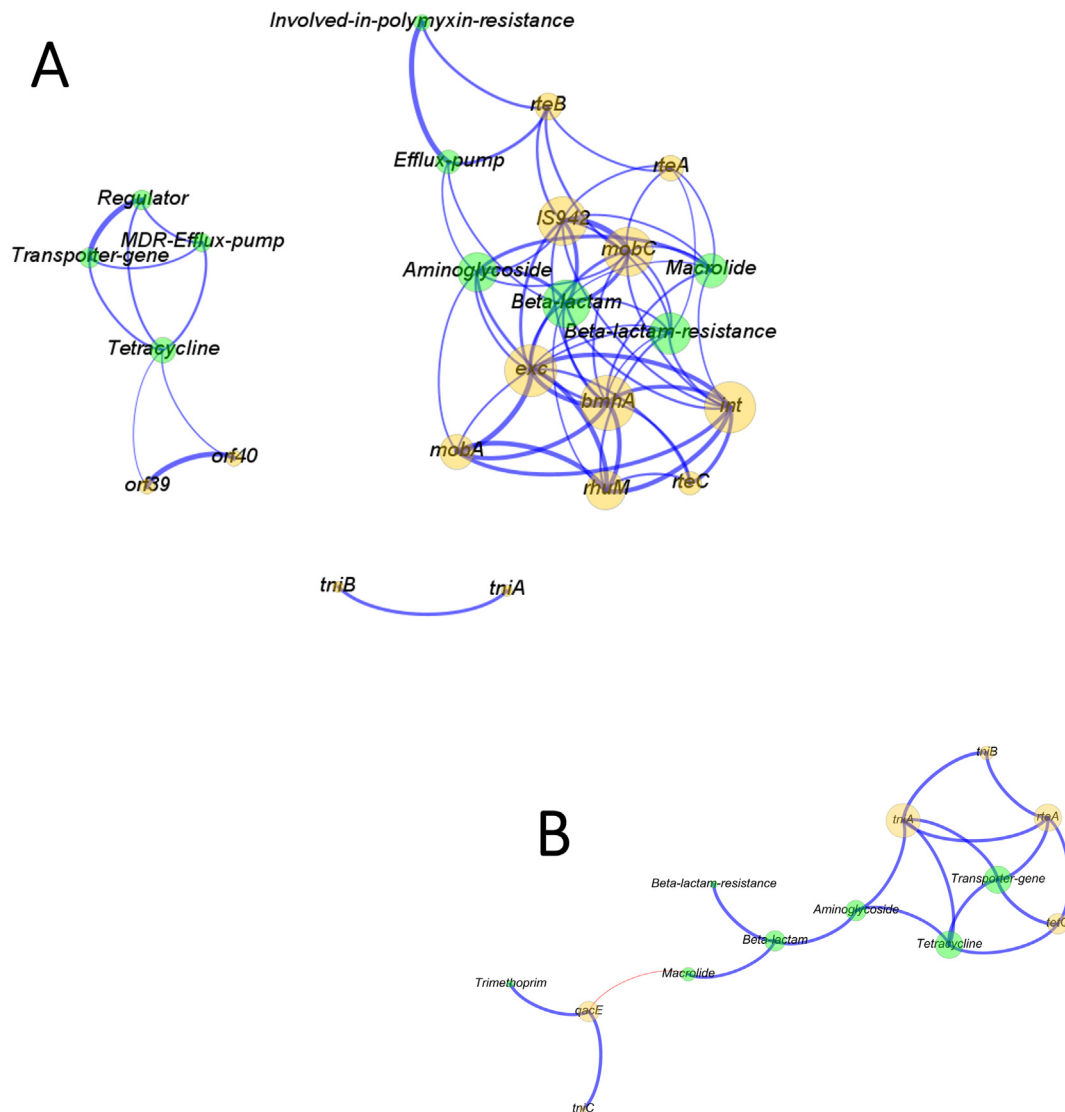 Involved-in-polymyxin-resistance
A
rteB
Efflux-pump
rteA
Regulator
IS942
MDR-Efflux-pump
mobC
Transporter-gene
Aminoglycoside
Macrolide
Beta-lactam
Beta-lactam-resistance
Tetracycline
exc
bmhA
int
mobA
orf40
orf39
rhuM
rteC
tniB
tniA
tniB
B
tniA
rteA
Transporter-gene
Beta-lactam-resistance
Aminoglycoside
Beta-lactam
Tetracycline
Macrolide
Trimethoprim
qacE
tniC